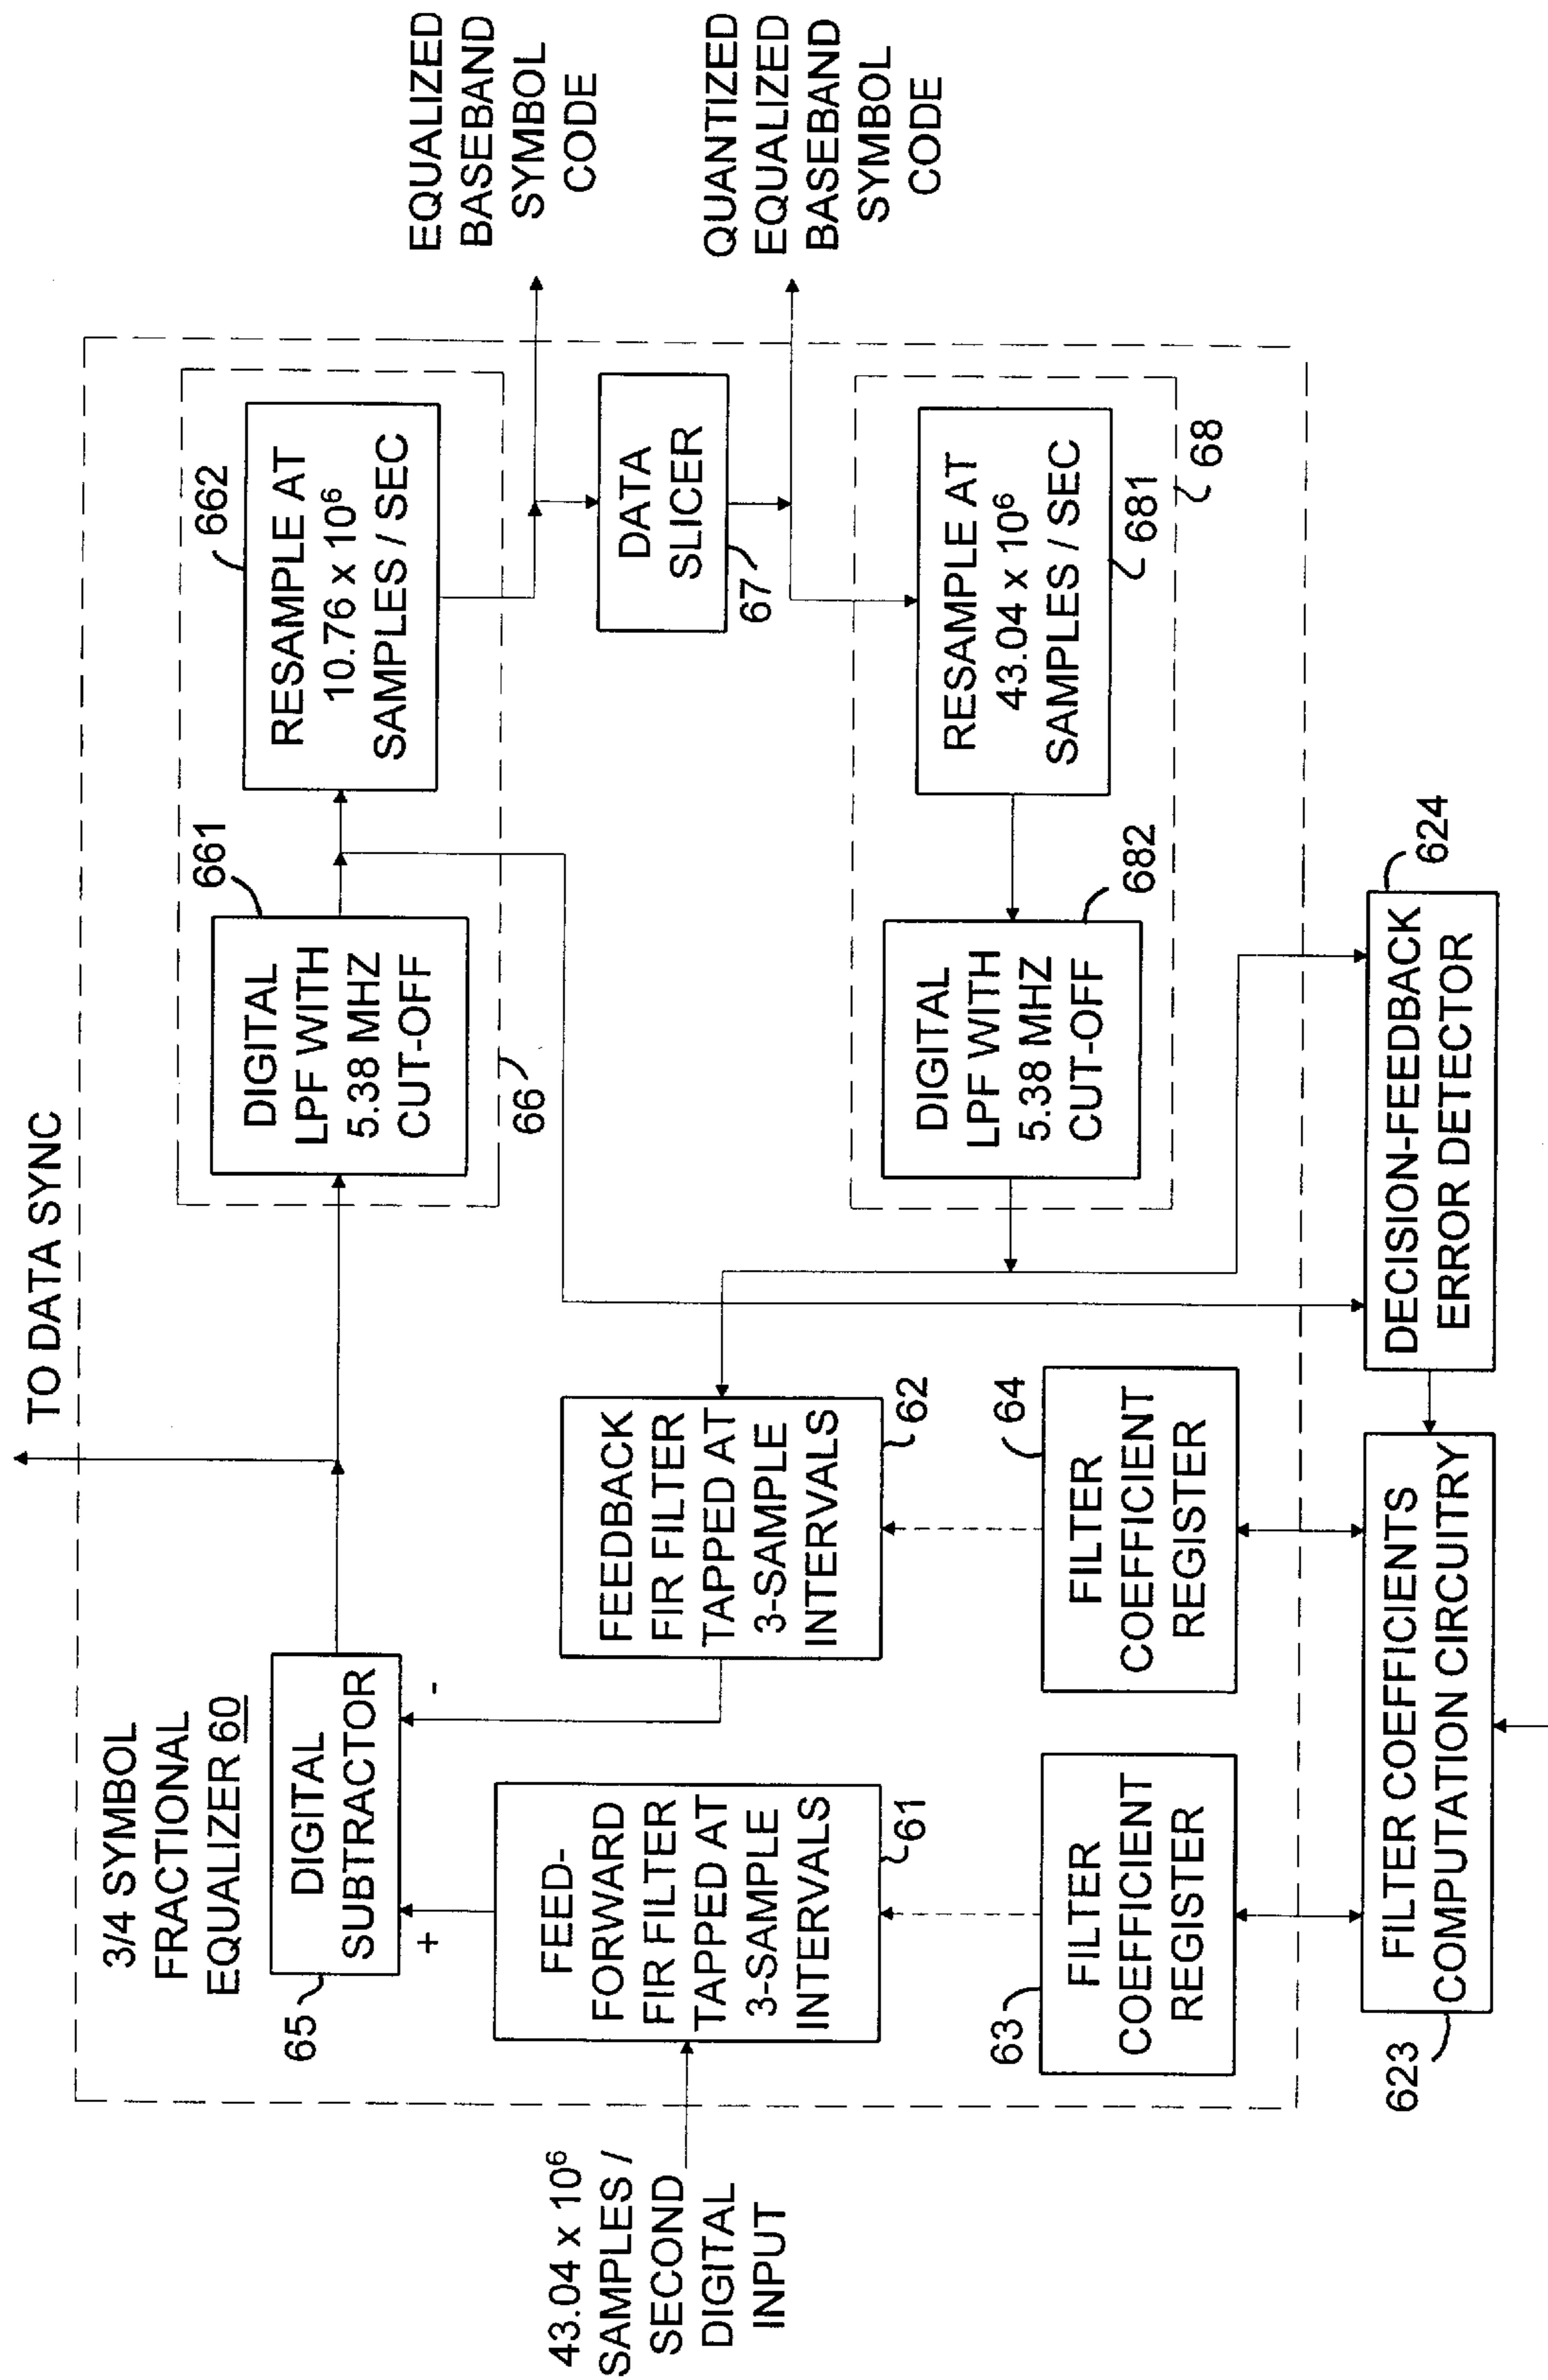 TO DATA SYNC
3/4 SYMBOL
FRACTIONAL
EQUALIZER 60
65
DIGITAL
SUBTRACTOR
+
-
661
DIGITAL
LPF WITH
5.38 MHZ
CUT-OFF
662
RESAMPLE AT
10.76 x 10⁶
SAMPLES / SEC
66
EQUALIZED
BASEBAND
SYMBOL
CODE
43.04 x 10⁶
SAMPLES /
SECOND
DIGITAL
INPUT
FEED-
FORWARD
FIR FILTER
TAPPED AT
3-SAMPLE
INTERVALS
61
FEEDBACK
FIR FILTER
TAPPED AT
3-SAMPLE
INTERVALS
62
DATA
SLICER
67
QUANTIZED
EQUALIZED
BASEBAND
SYMBOL
CODE
63
FILTER
COEFFICIENT
REGISTER
64
FILTER
COEFFICIENT
REGISTER
DIGITAL
LPF WITH
5.38 MHZ
CUT-OFF
682
RESAMPLE AT
43.04 x 10⁶
SAMPLES / SEC
681
68
623
FILTER COEFFICIENTS
COMPUTATION CIRCUITRY
DECISION-FEEDBACK
ERROR DETECTOR
624